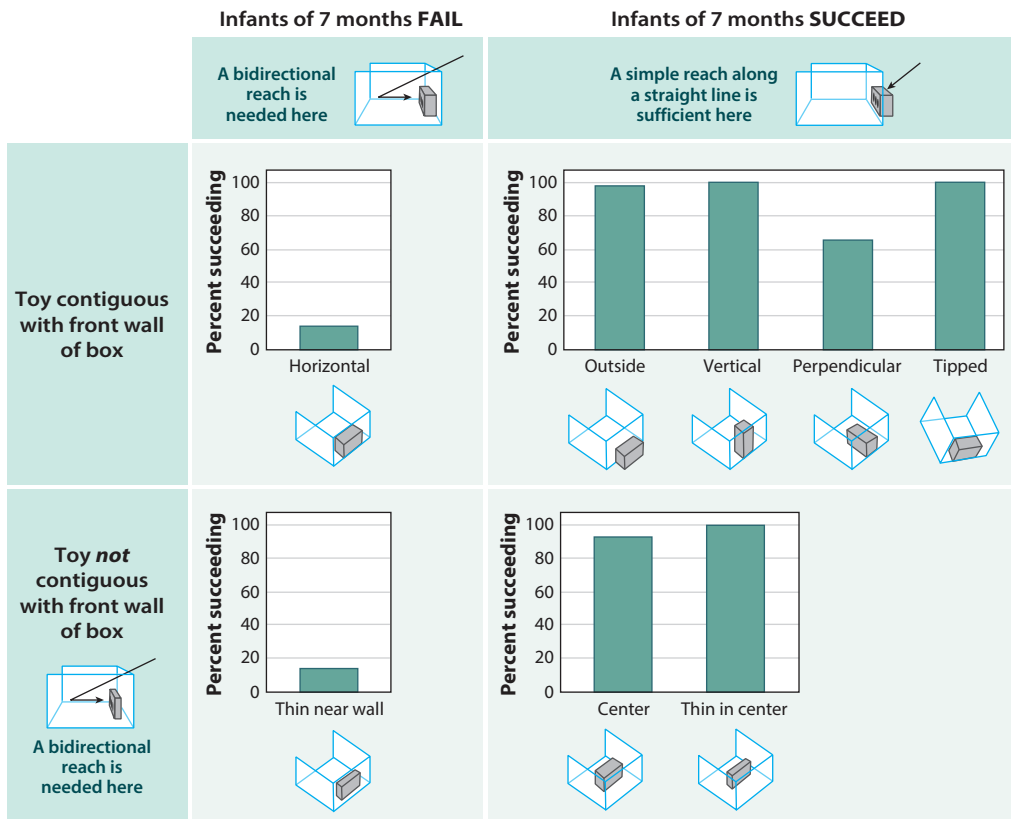 Infants of 7 months FAIL
Infants of 7 months SUCCEED
A bidirectional
reach is
needed here
A simple reach along
a straight line is
sufficient here
Toy contiguous
with front wall
of box
Percent succeeding
100
80
60
40
20
0
Horizontal
Percent succeeding
100
80
60
40
20
0
Outside
Vertical
Perpendicular
Tipped
Toy not
contiguous
with front wall
of box
A bidirectional
reach is
needed here
Percent succeeding
100
80
60
40
20
0
Thin near wall
Percent succeeding
100
80
60
40
20
0
Center
Thin in center